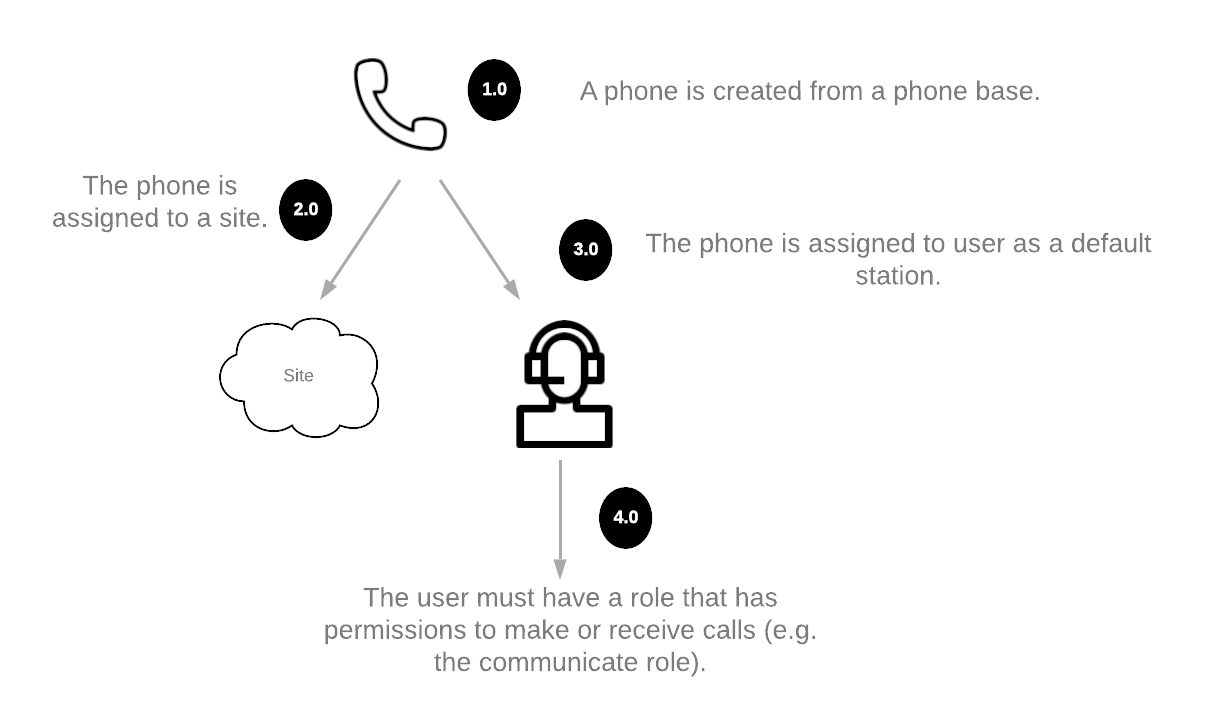 1.0
A phone is created from a phone base.
The phone is
assigned to a site.
2.0
3.0
The phone is assigned to user as a default
station.
Site
4.0
The user must have a role that has
permissions to make or receive calls (e.g.
the communicate role).